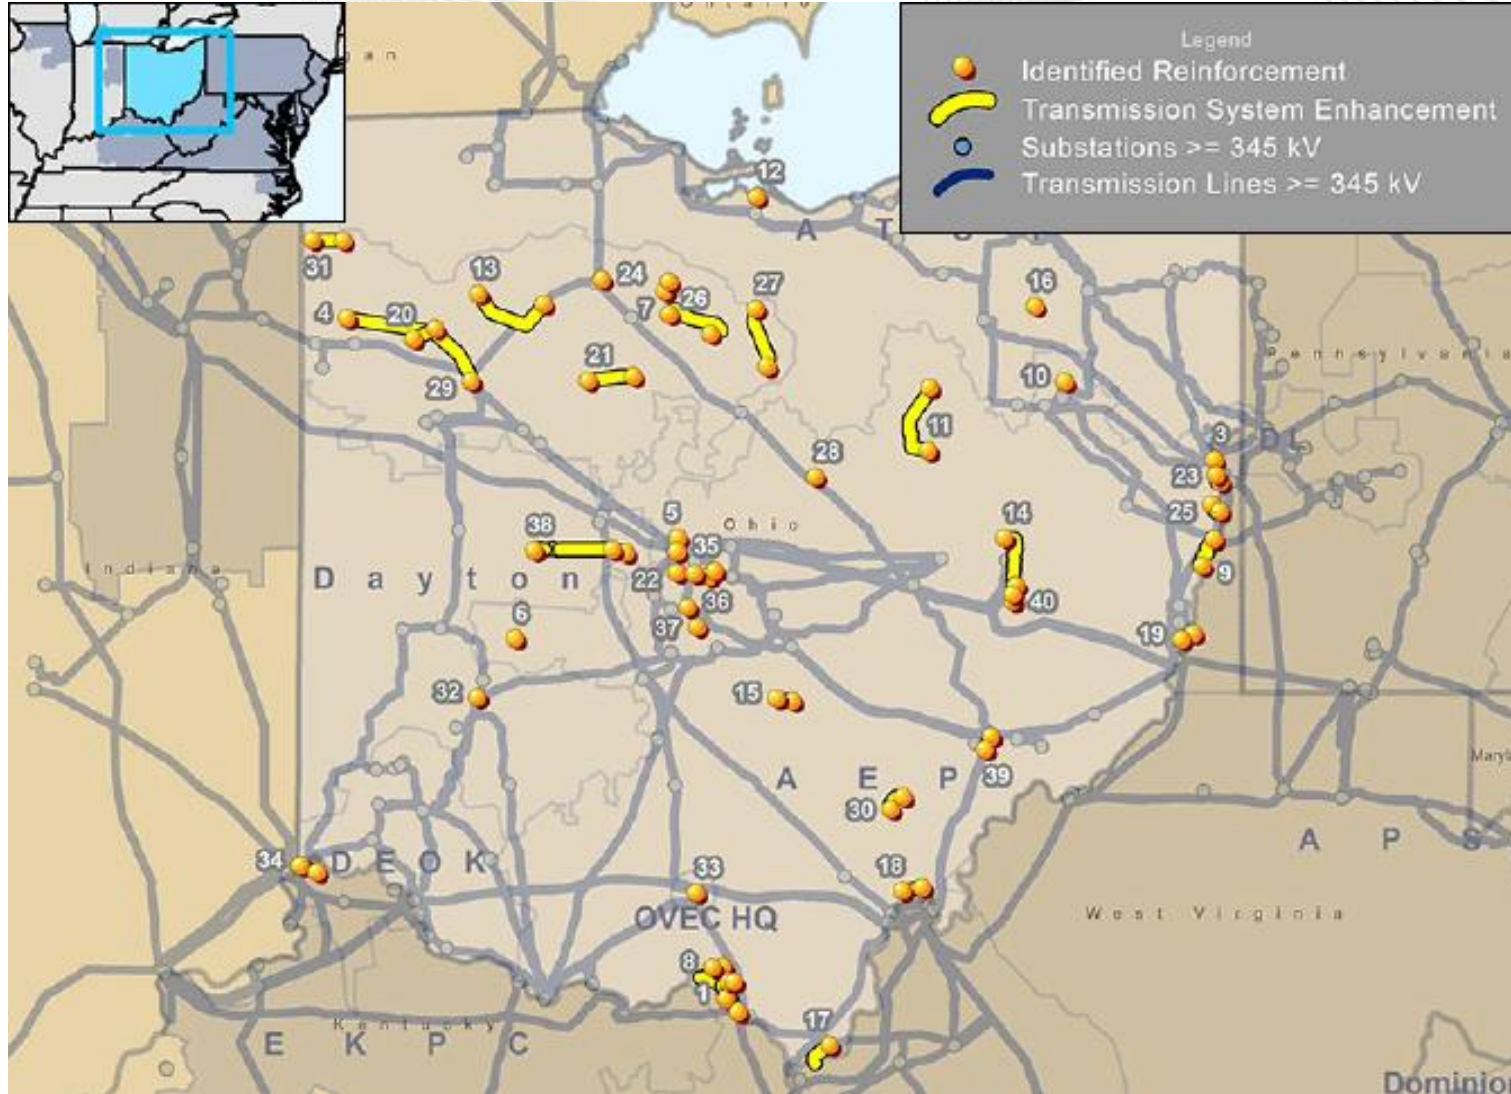 Ontario
Legend
Identified Reinforcement
Transmission System Enhancement
Substations >= 345 kV
Transmission Lines >= 345 kV
12
A T S I
31
13
24
26
27
16
4
20
7
Pennsylvania
21
10
29
11
3
28
D L
23
5
Ohio
14
25
38
35
Indiana
Dayton
22
9
6
36
40
37
19
32
15
39
Maryl
A E P
30
A P S
34
D E O K
33
18
OVEC HQ
West Virginia
8
1
17
Kentucky
E K P C
Dominion